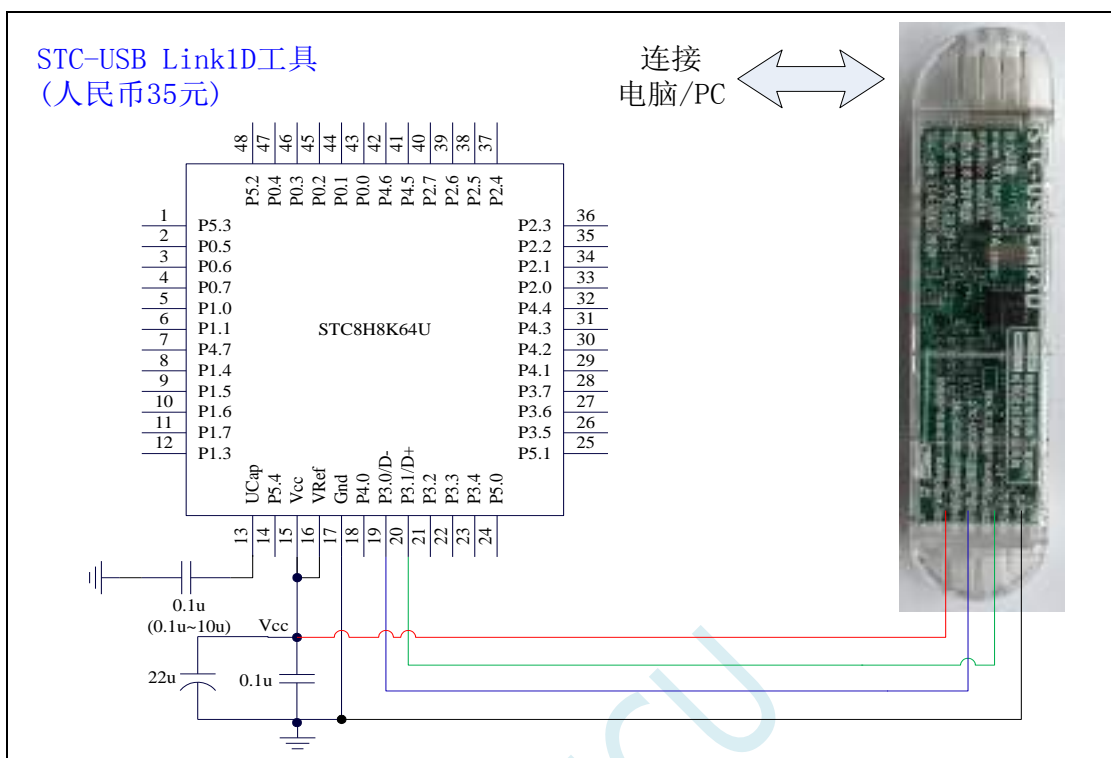 STC-USB Link1D工具
(人民币35元)
连接
电脑/PC
48 47 46 45 44 43 42 41 40 39 38 37
P5.2 P0.4 P0.3 P0.2 P0.1 P0.0 P4.6 P4.5 P2.7 P2.6 P2.5 P2.4
1 P5.3 P2.3 36
2 P0.5 P2.2 35
3 P0.6 P2.1 34
4 P0.7 P2.0 33
5 P1.0 P4.4 32
6 P1.1 STC8H8K64U P4.3 31
7 P4.7 P4.2 30
8 P1.4 P4.1 29
9 P1.5 P3.7 28
10 P1.6 P3.6 27
11 P1.7 P3.5 26
12 P1.3 P5.1 25
UCap P5.4 Vcc VRef Gnd P4.0 P3.0/D- P3.1/D+ P3.2 P3.3 P3.4 P5.0
13 14 15 16 17 18 19 20 21 22 23 24
0.1u
(0.1u~10u)
Vcc
22u 0.1u
CU